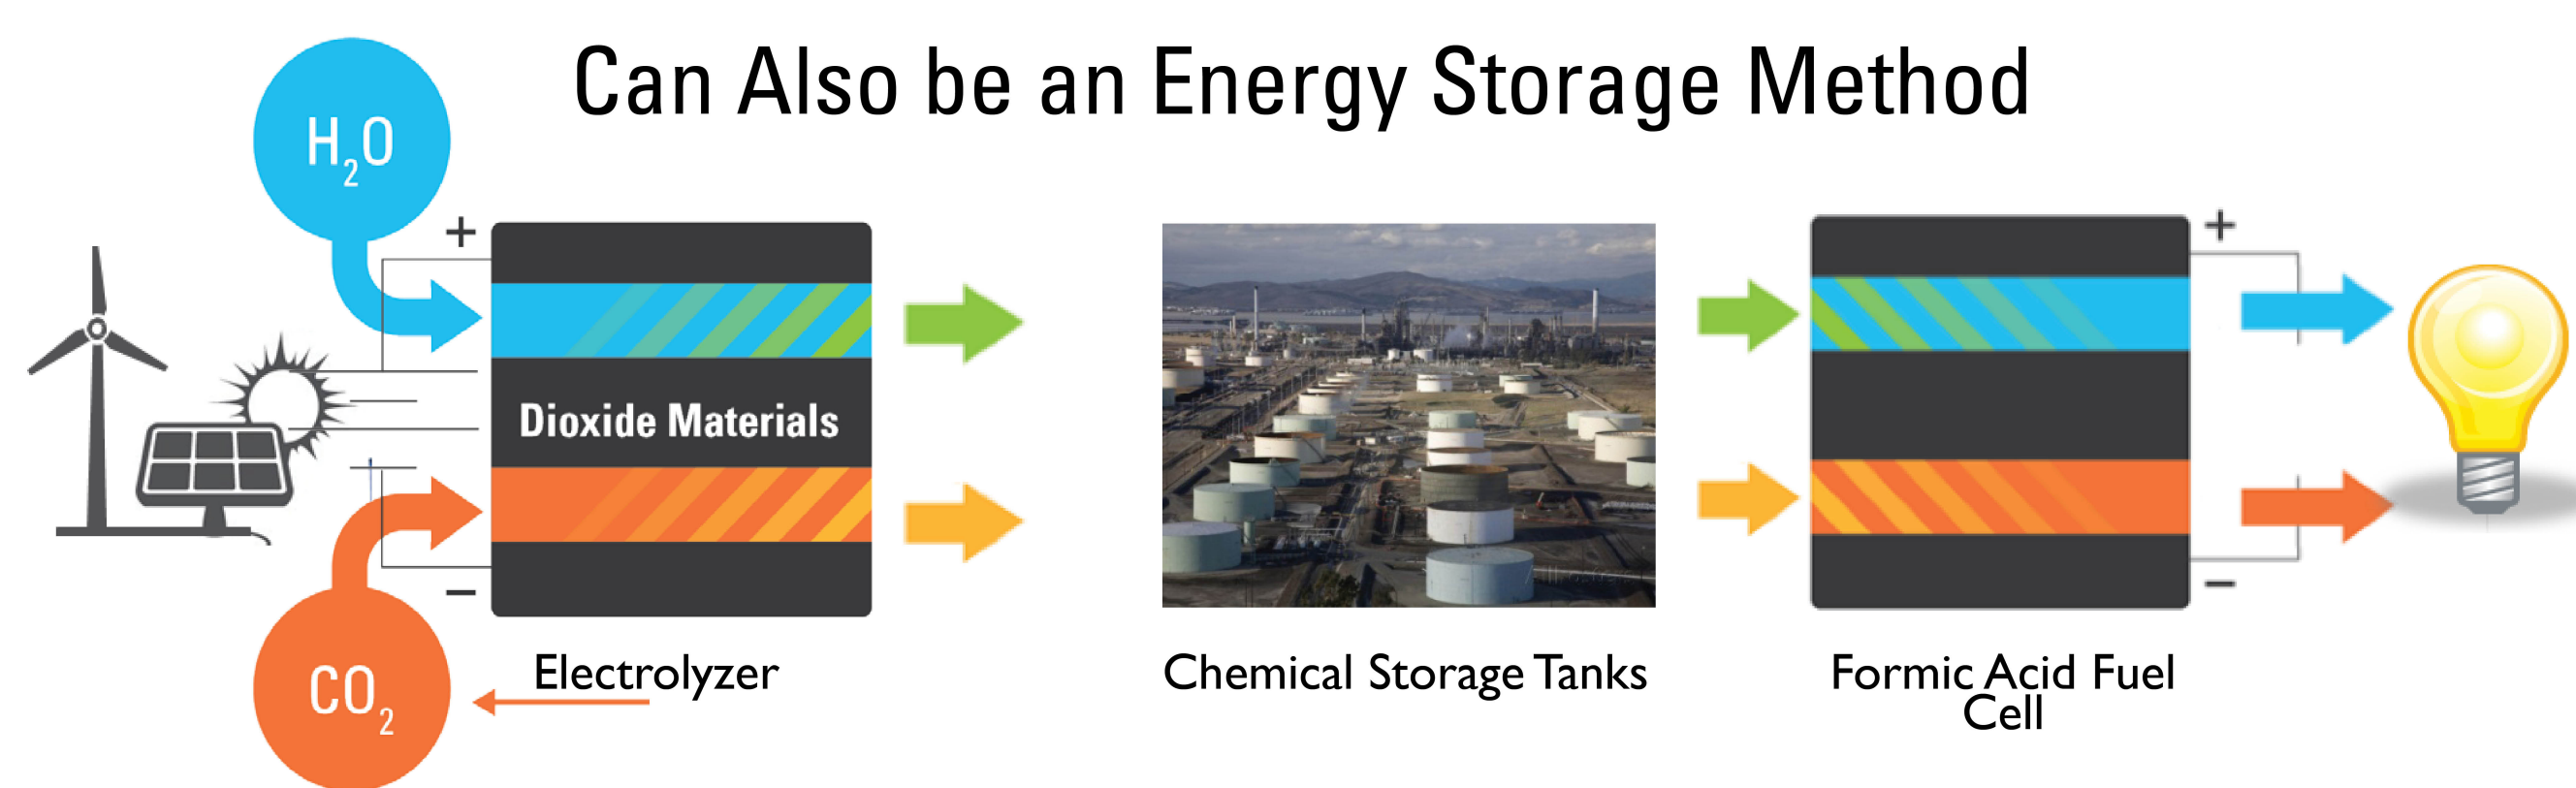 Can Also be an Energy Storage Method
H₂O
+
+
Dioxide Materials
−
−
CO₂
Electrolyzer
Chemical Storage Tanks
Formic Acid Fuel
Cell